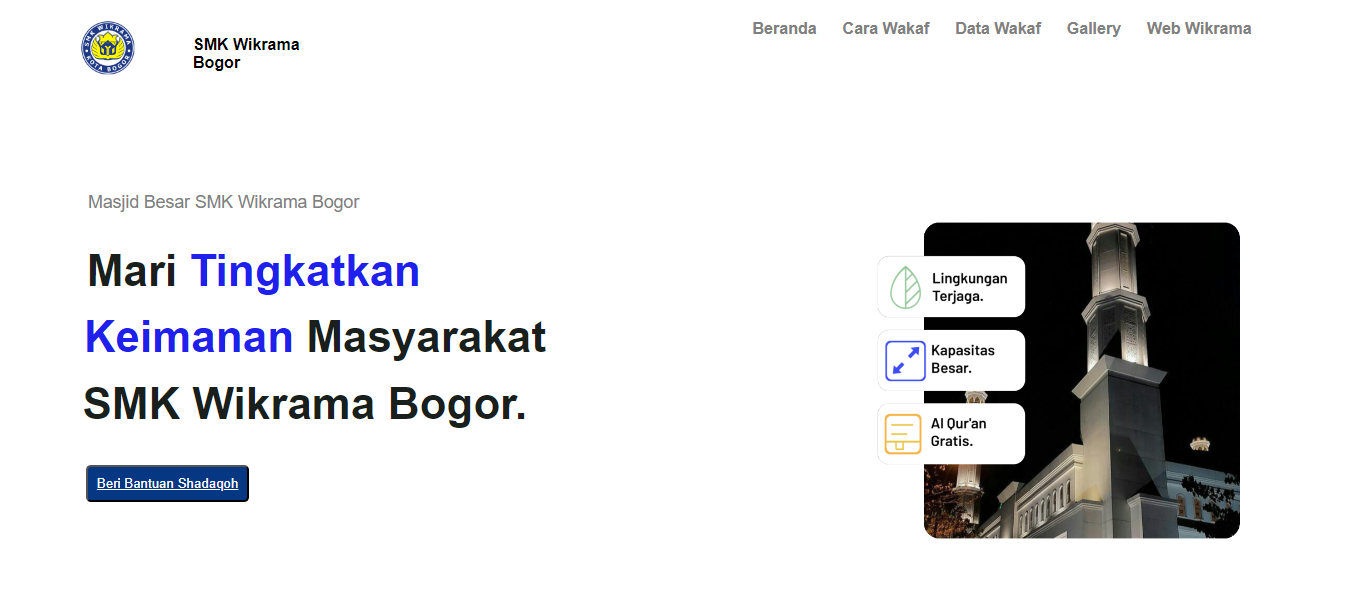 SMK WIKRAMA
KOTA BOGOR
SMK Wikrama
Bogor
Beranda
Cara Wakaf
Data Wakaf
Gallery
Web Wikrama
Masjid Besar SMK Wikrama Bogor
Mari Tingkatkan
Keimanan Masyarakat
SMK Wikrama Bogor.
Beri Bantuan Shadaqoh
Lingkungan
Terjaga.
Kapasitas
Besar.
Al Qur'an
Gratis.